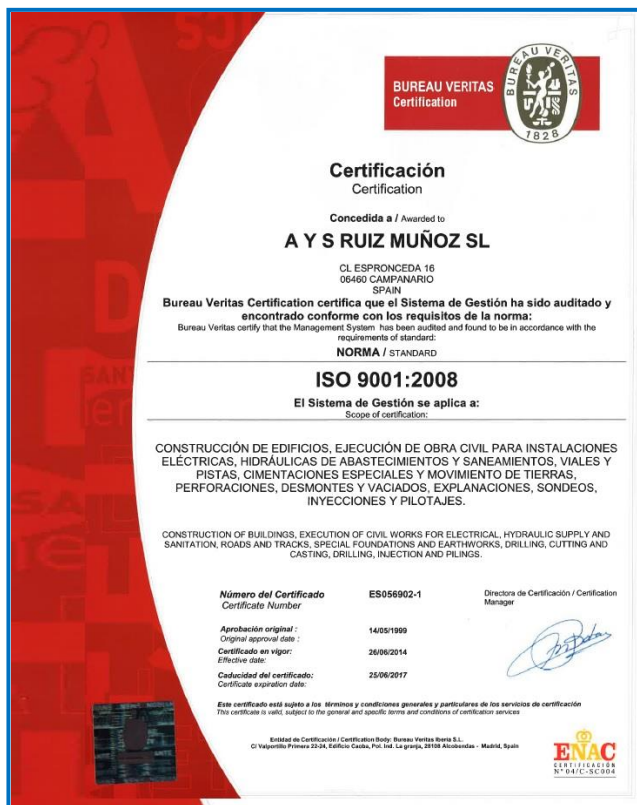 BUREAU VERITAS
Certification
BUREAU VERITAS
1828
Certificación
Certification
Concedida a / Awarded to
A Y S RUIZ MUÑOZ SL
CL ESPRONCEDA 16
06460 CAMPANARIO
SPAIN
Bureau Veritas Certification certifica que el Sistema de Gestión ha sido auditado y
encontrado conforme con los requisitos de la norma:
Bureau Veritas certify that the Management System has been audited and found to be in accordance with the
requirements of standard:
NORMA / STANDARD
ISO 9001:2008
El Sistema de Gestión se aplica a:
Scope of certification:
CONSTRUCCIÓN DE EDIFICIOS, EJECUCIÓN DE OBRA CIVIL PARA INSTALACIONES
ELÉCTRICAS, HIDRÁULICAS DE ABASTECIMIENTOS Y SANEAMIENTOS, VIALES Y
PISTAS, CIMENTACIONES ESPECIALES Y MOVIMIENTO DE TIERRAS,
PERFORACIONES, DESMONTES Y VACIADOS, EXPLANACIONES, SONDEOS,
INYECCIONES Y PILOTAJES.
CONSTRUCTION OF BUILDINGS, EXECUTION OF CIVIL WORKS FOR ELECTRICAL, HYDRAULIC SUPPLY AND
SANITATION, ROADS AND TRACKS, SPECIAL FOUNDATIONS AND EARTHWORKS, DRILLING, CUTTING AND
CASTING, DRILLING, INJECTION AND PILINGS.
Número del Certificado ES056902-1
Certificate Number
Directora de Certificación / Certification
Manager
Aprobación original : 14/05/1999
Original approval date :
Certificado en vigor: 26/06/2014
Effective date:
Caducidad del certificado: 25/06/2017
Certificate expiration date:
Este certificado está sujeto a los términos y condiciones generales y particulares de los servicios de certificación
This certificate is valid, subject to the general and specific terms and conditions of certification services
Entidad de Certificación / Certification Body: Bureau Veritas Iberia S.L.
C/ Valportillo Primera 22-24, Edificio Caoba, Pol. Ind. La granja, 28108 Alcobendas - Madrid, Spain
ENAC
CERTIFICACIÓN
Nº 04/C-SC004